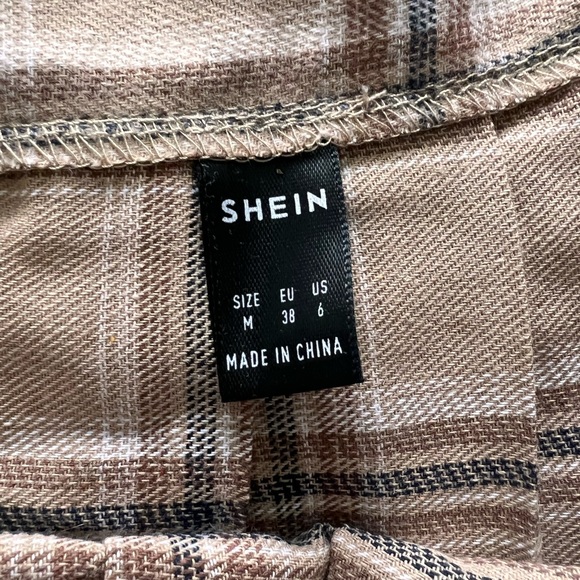 SHEIN
SIZE EU US
M 38 6
MADE IN CHINA